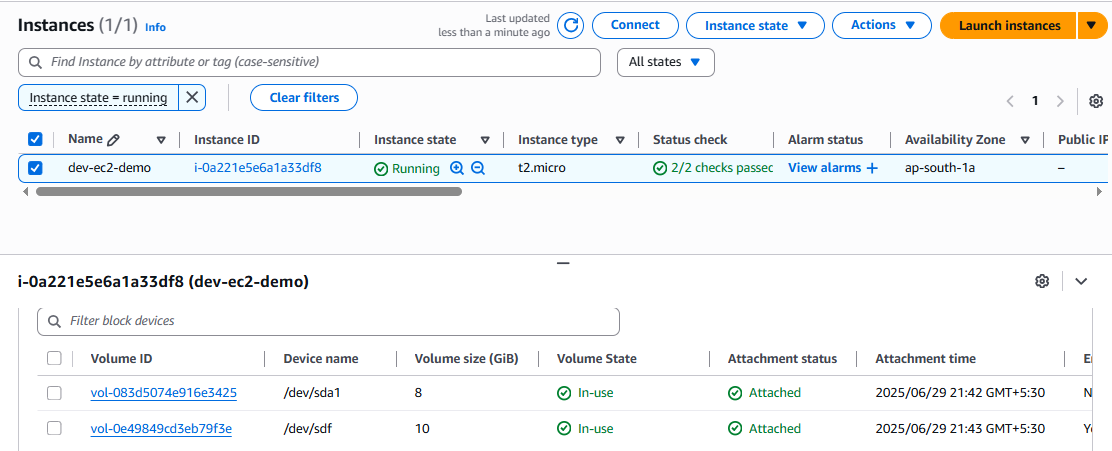 Instances (1/1) Info
Last updated
less than a minute ago
Connect
Instance state
Actions
Launch instances
Find Instance by attribute or tag (case-sensitive)
All states
Instance state = running
Clear filters
1
Name Instance ID Instance state Instance type Status check Alarm status Availability Zone Public IP
dev-ec2-demo i-0a221e5e6a1a33df8 Running t2.micro 2/2 checks passed View alarms + ap-south-1a –
i-0a221e5e6a1a33df8 (dev-ec2-demo)
Filter block devices
Volume ID Device name Volume size (GiB) Volume State Attachment status Attachment time
vol-083d5074e916e3425 /dev/sda1 8 In-use Attached 2025/06/29 21:42 GMT+5:30
vol-0e49849cd3eb79f3e /dev/sdf 10 In-use Attached 2025/06/29 21:43 GMT+5:30